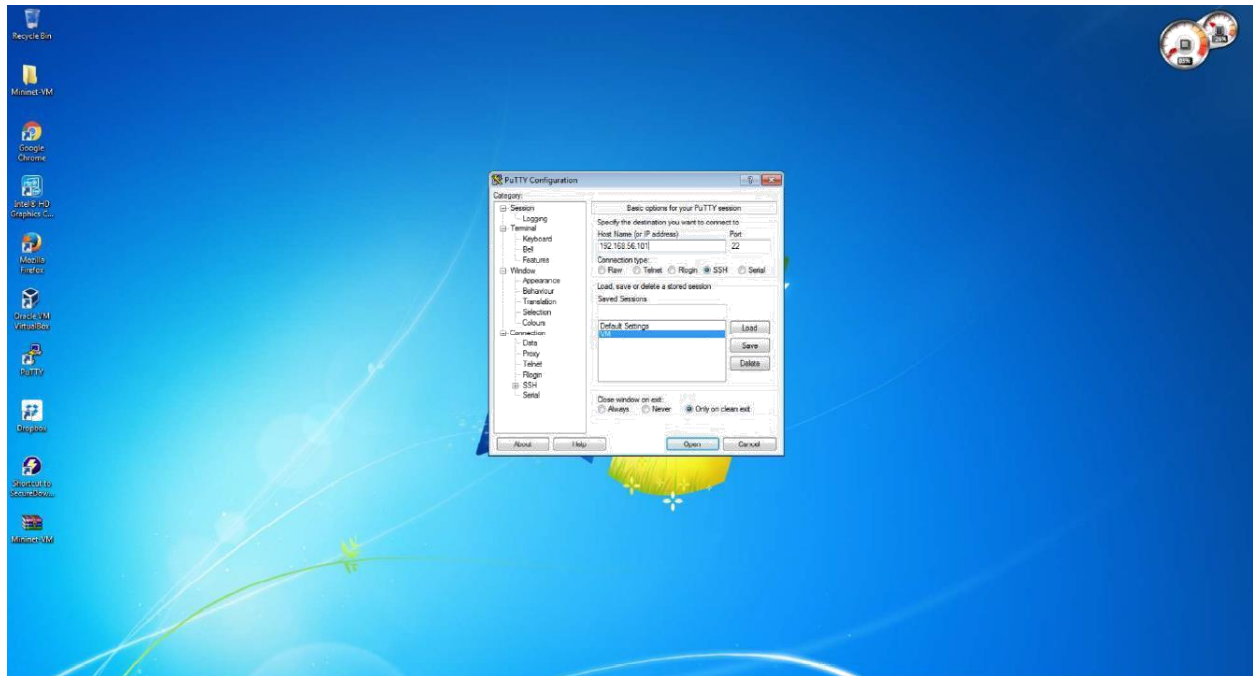 Recycle Bin
Mininet-VM
Google
Chrome
Intel® HD
Graphics C...
Mozilla
Firefox
Oracle VM
VirtualBox
PuTTY
Dropbox
Shortcut to
SecureDow...
Mininet-VM
PuTTY Configuration
Category:
Session
Logging
Terminal
Keyboard
Bell
Features
Window
Appearance
Behaviour
Translation
Selection
Colours
Connection
Data
Proxy
Telnet
Rlogin
SSH
Serial
Basic options for your PuTTY session
Specify the destination you want to connect to
Host Name (or IP address) Port
192.168.56.101 22
Connection type:
Raw Telnet Rlogin SSH Serial
Load, save or delete a stored session
Saved Sessions
Default Settings
VM
Load
Save
Delete
Close window on exit:
Always Never Only on clean exit
About Help Open Cancel